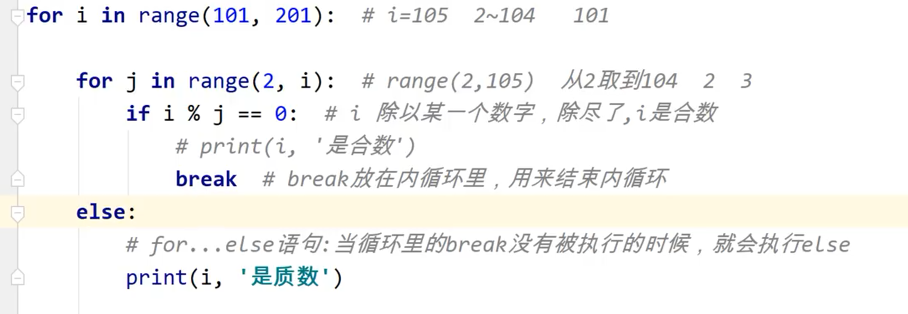 for i in range(101, 201):  # i=105  2~104   101
for j in range(2, i):  # range(2,105)  从2取到104  2  3
if i % j == 0:  # i 除以某一个数字，除尽了,i是合数
# print(i, '是合数')
break  # break放在内循环里，用来结束内循环
else:
# for...else语句:当循环里的break没有被执行的时候，就会执行else
print(i, '是质数')